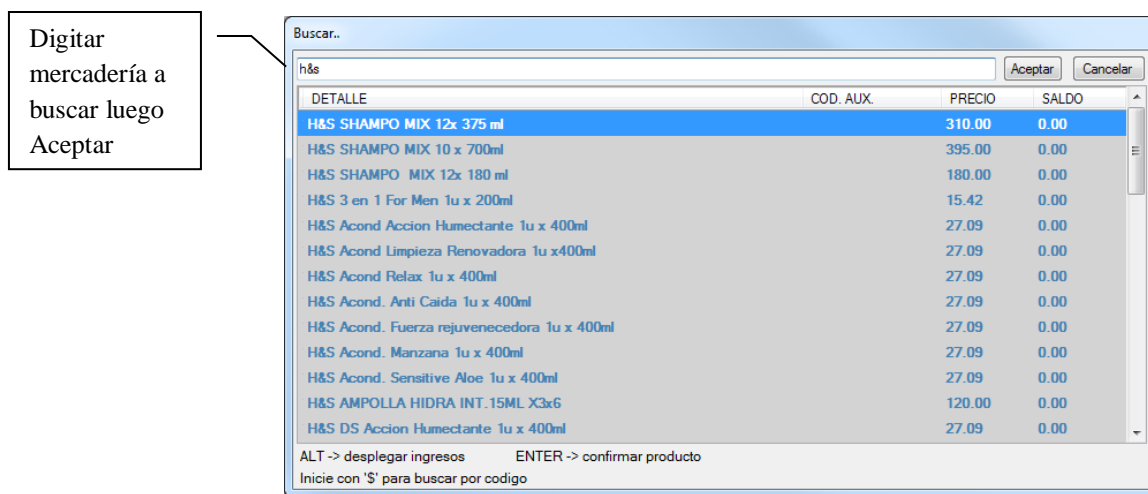 Digitar
mercadería a
buscar luego
Aceptar
Buscar..
h&s Aceptar Cancelar
DETALLE COD. AUX. PRECIO SALDO
H&S SHAMPO MIX 12x 375 ml 310.00 0.00
H&S SHAMPO MIX 10 x 700ml 395.00 0.00
H&S SHAMPO  MIX 12x 180 ml 180.00 0.00
H&S 3 en 1 For Men 1u x 200ml 15.42 0.00
H&S Acond Accion Humectante 1u x 400ml 27.09 0.00
H&S Acond Limpieza Renovadora 1u x400ml 27.09 0.00
H&S Acond Relax 1u x 400ml 27.09 0.00
H&S Acond. Anti Caida 1u x 400ml 27.09 0.00
H&S Acond. Fuerza rejuvenecedora 1u x 400ml 27.09 0.00
H&S Acond. Manzana 1u x 400ml 27.09 0.00
H&S Acond. Sensitive Aloe 1u x 400ml 27.09 0.00
H&S AMPOLLA HIDRA INT.15ML X3x6 120.00 0.00
H&S DS Accion Humectante 1u x 400ml 27.09 0.00
ALT -> desplegar ingresos ENTER -> confirmar producto
Inicie con '$' para buscar por codigo